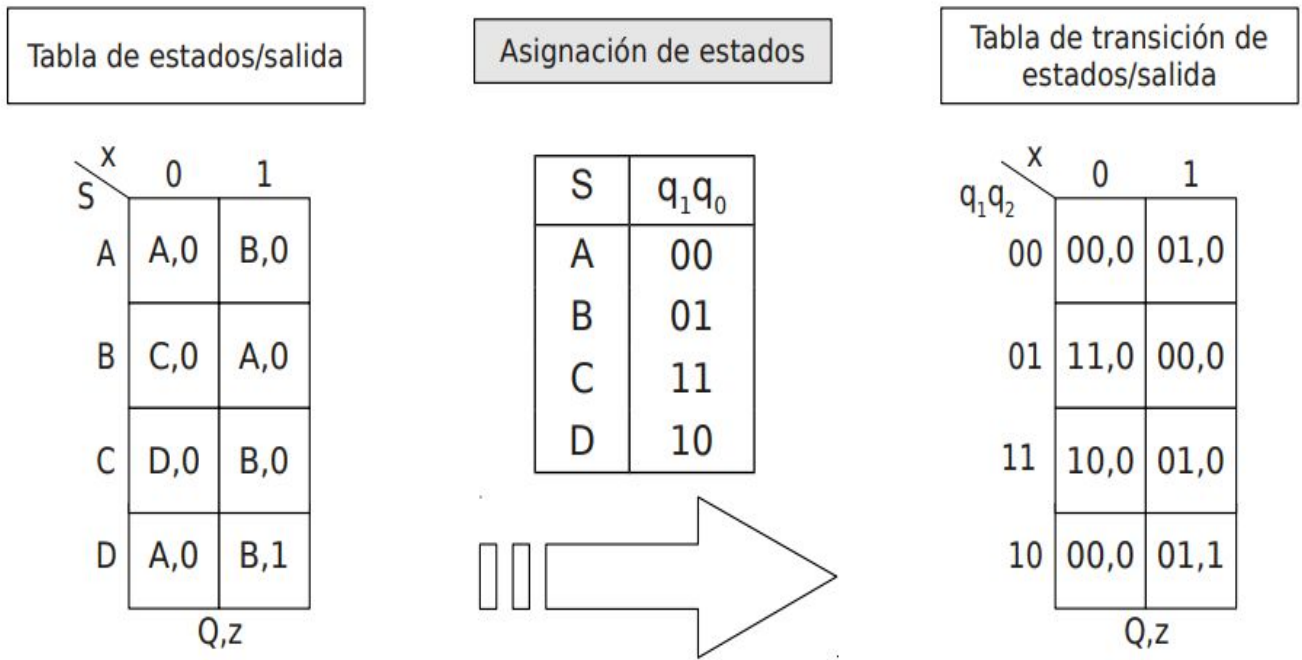 Tabla de estados/salida
Asignación de estados
Tabla de transición de
estados/salida
x
S
0 1
A A,0 B,0
B C,0 A,0
C D,0 B,0
D A,0 B,1
Q,z
S q₁q₀
A 00
B 01
C 11
D 10
x
q₁q₂
0 1
00 00,0 01,0
01 11,0 00,0
11 10,0 01,0
10 00,0 01,1
Q,z